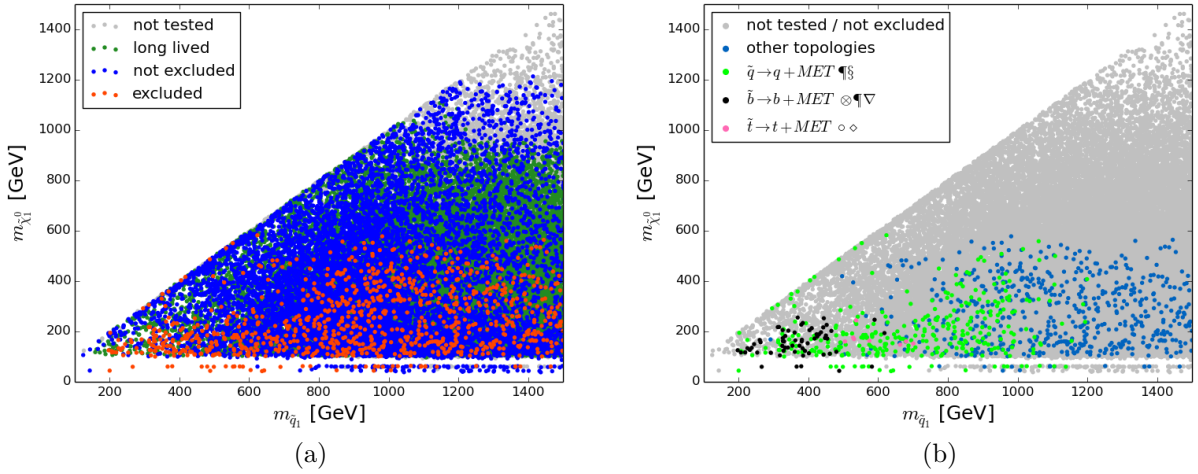 not tested
long lived
not excluded
excluded
1400
1200
1000
800
600
400
200
0
m_{\tilde{\chi}_1^0} [GeV]
200 400 600 800 1000 1200 1400
m_{\tilde{q}_1} [GeV]
(a)
not tested / not excluded
other topologies
\tilde{q}→q+MET ¶§
\tilde{b}→b+MET ⊗¶∇
\tilde{t}→t+MET ○⋄
1400
1200
1000
800
600
400
200
0
m_{\tilde{\chi}_1^0} [GeV]
200 400 600 800 1000 1200 1400
m_{\tilde{q}_1} [GeV]
(b)